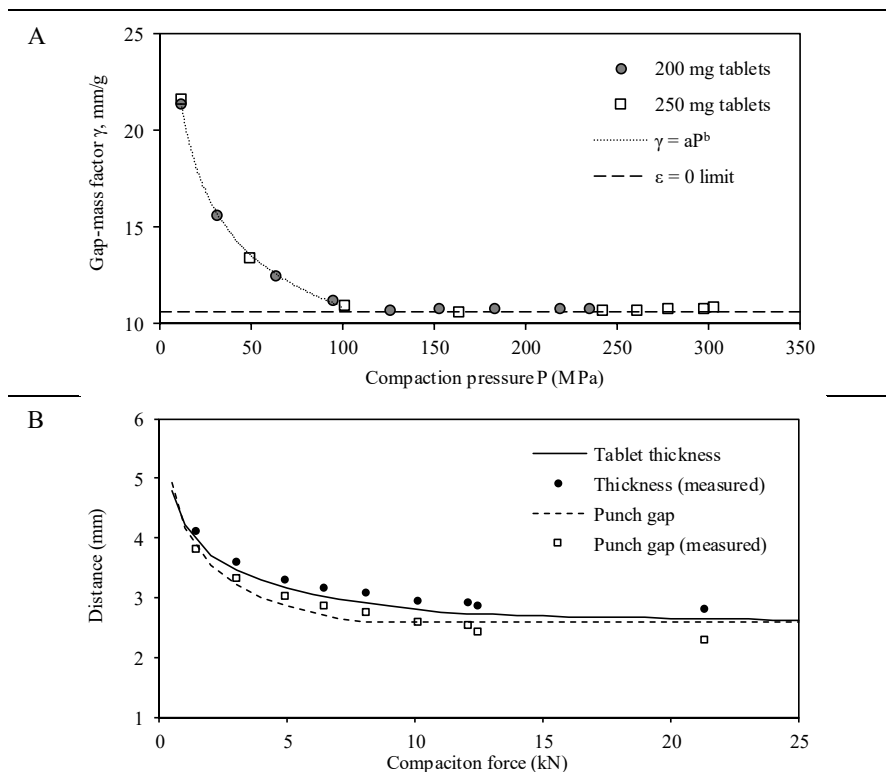 A
Gap-mass factor γ, mm/g
25
20
15
10
0
50
100
150
200
250
300
350
Compaction pressure P (MPa)
200 mg tablets
250 mg tablets
γ = aPᵇ
ε = 0 limit
B
Distance (mm)
6
5
4
3
2
1
0
5
10
15
20
25
Compaciton force (kN)
Tablet thickness
Thickness (measured)
Punch gap
Punch gap (measured)